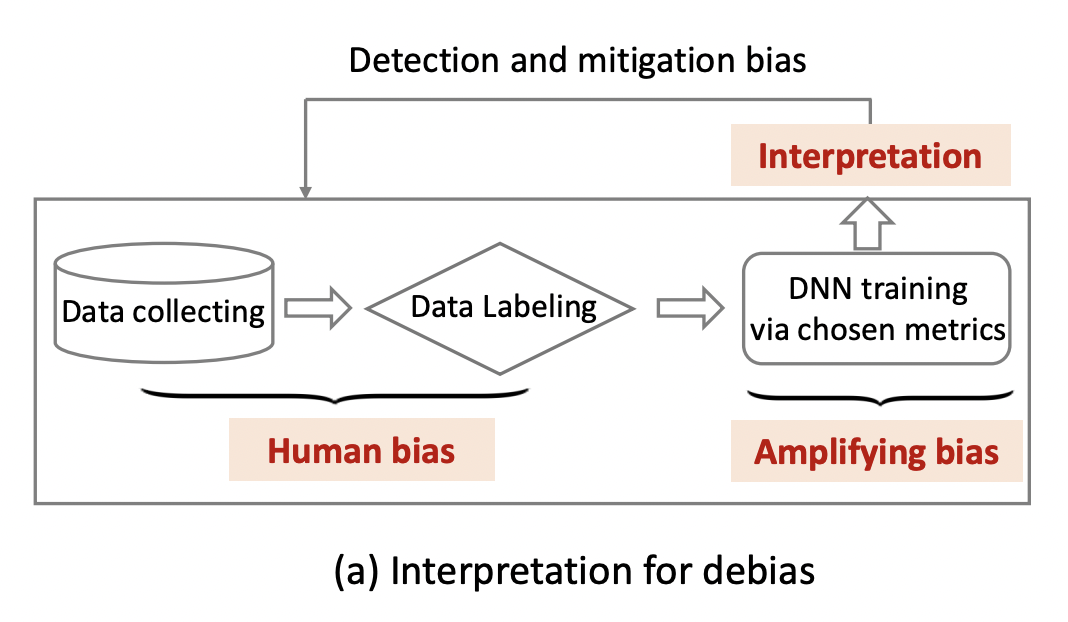 Detection and mitigation bias
Interpretation
Data collecting
Data Labeling
DNN training
via chosen metrics
Human bias
Amplifying bias
(a) Interpretation for debias